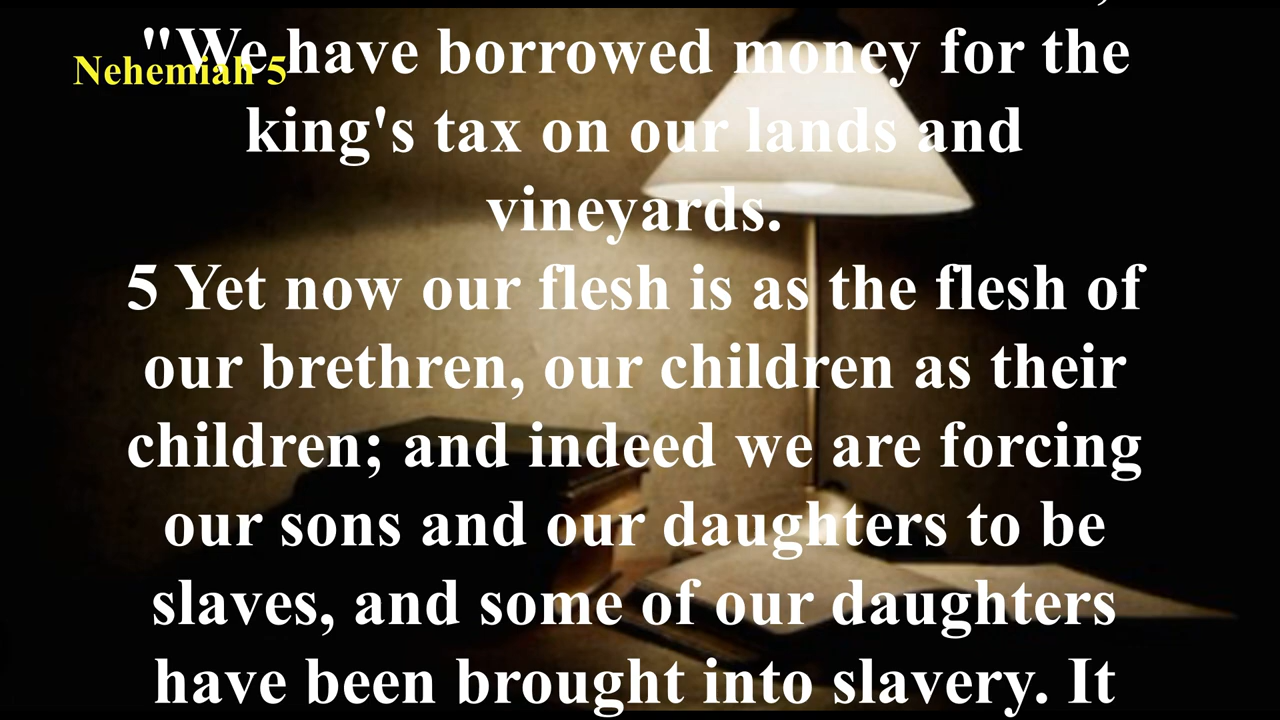 Nehemiah 5
"We have borrowed money for the
king's tax on our lands and
vineyards.
5 Yet now our flesh is as the flesh of
our brethren, our children as their
children; and indeed we are forcing
our sons and our daughters to be
slaves, and some of our daughters
have been brought into slavery. It